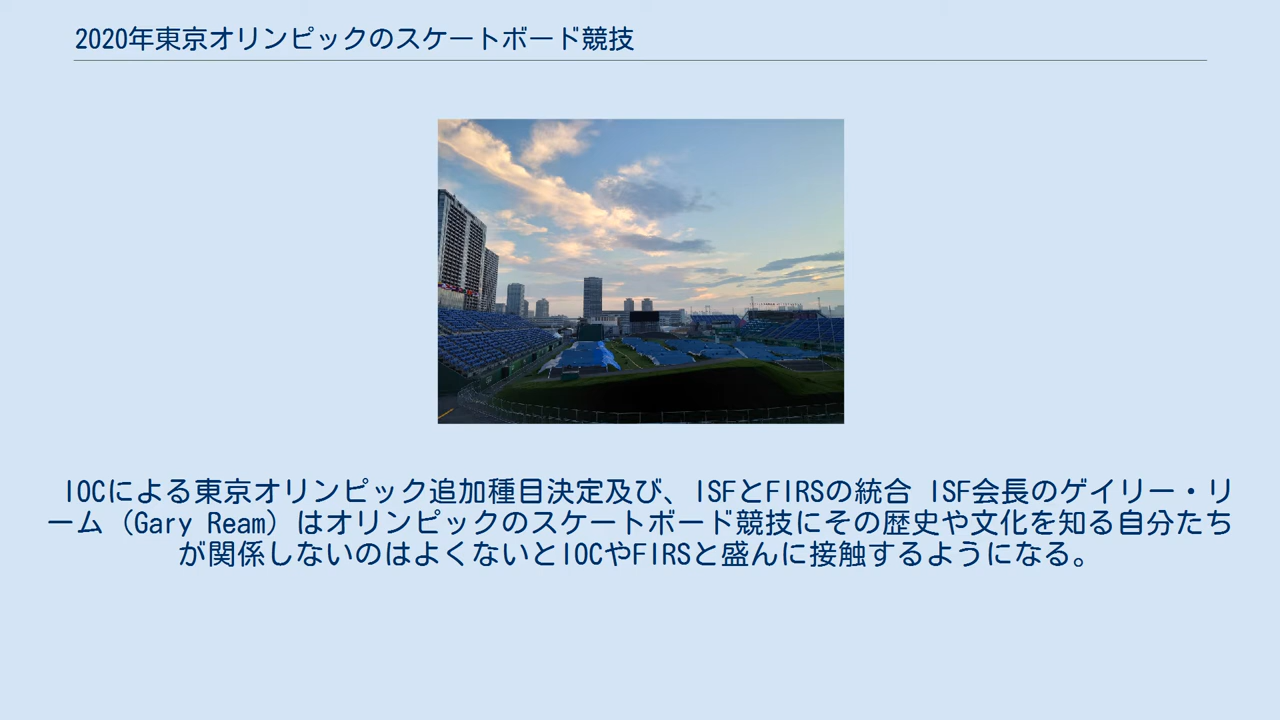 2020年東京オリンピックのスケートボード競技
IOCによる東京オリンピック追加種目決定及び、ISFとFIRSの統合 ISF会長のゲイリー・リ
ーム（Gary Ream）はオリンピックのスケートボード競技にその歴史や文化を知る自分たち
が関係しないのはよくないとIOCやFIRSと盛んに接触するようになる。